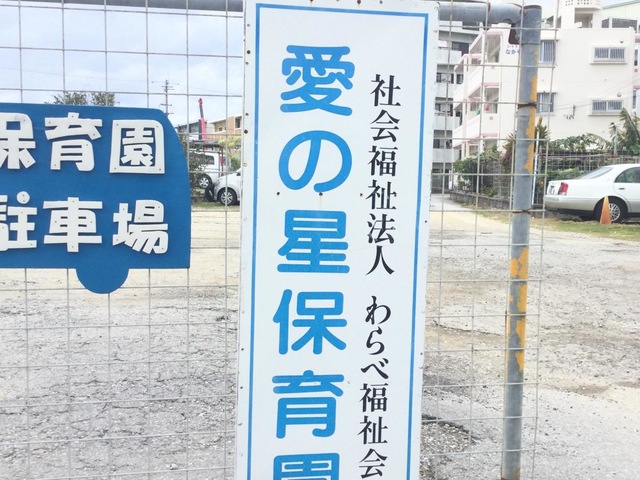 社会福祉法人 わらべ福祉会
愛の星保育園
保育園
駐車場